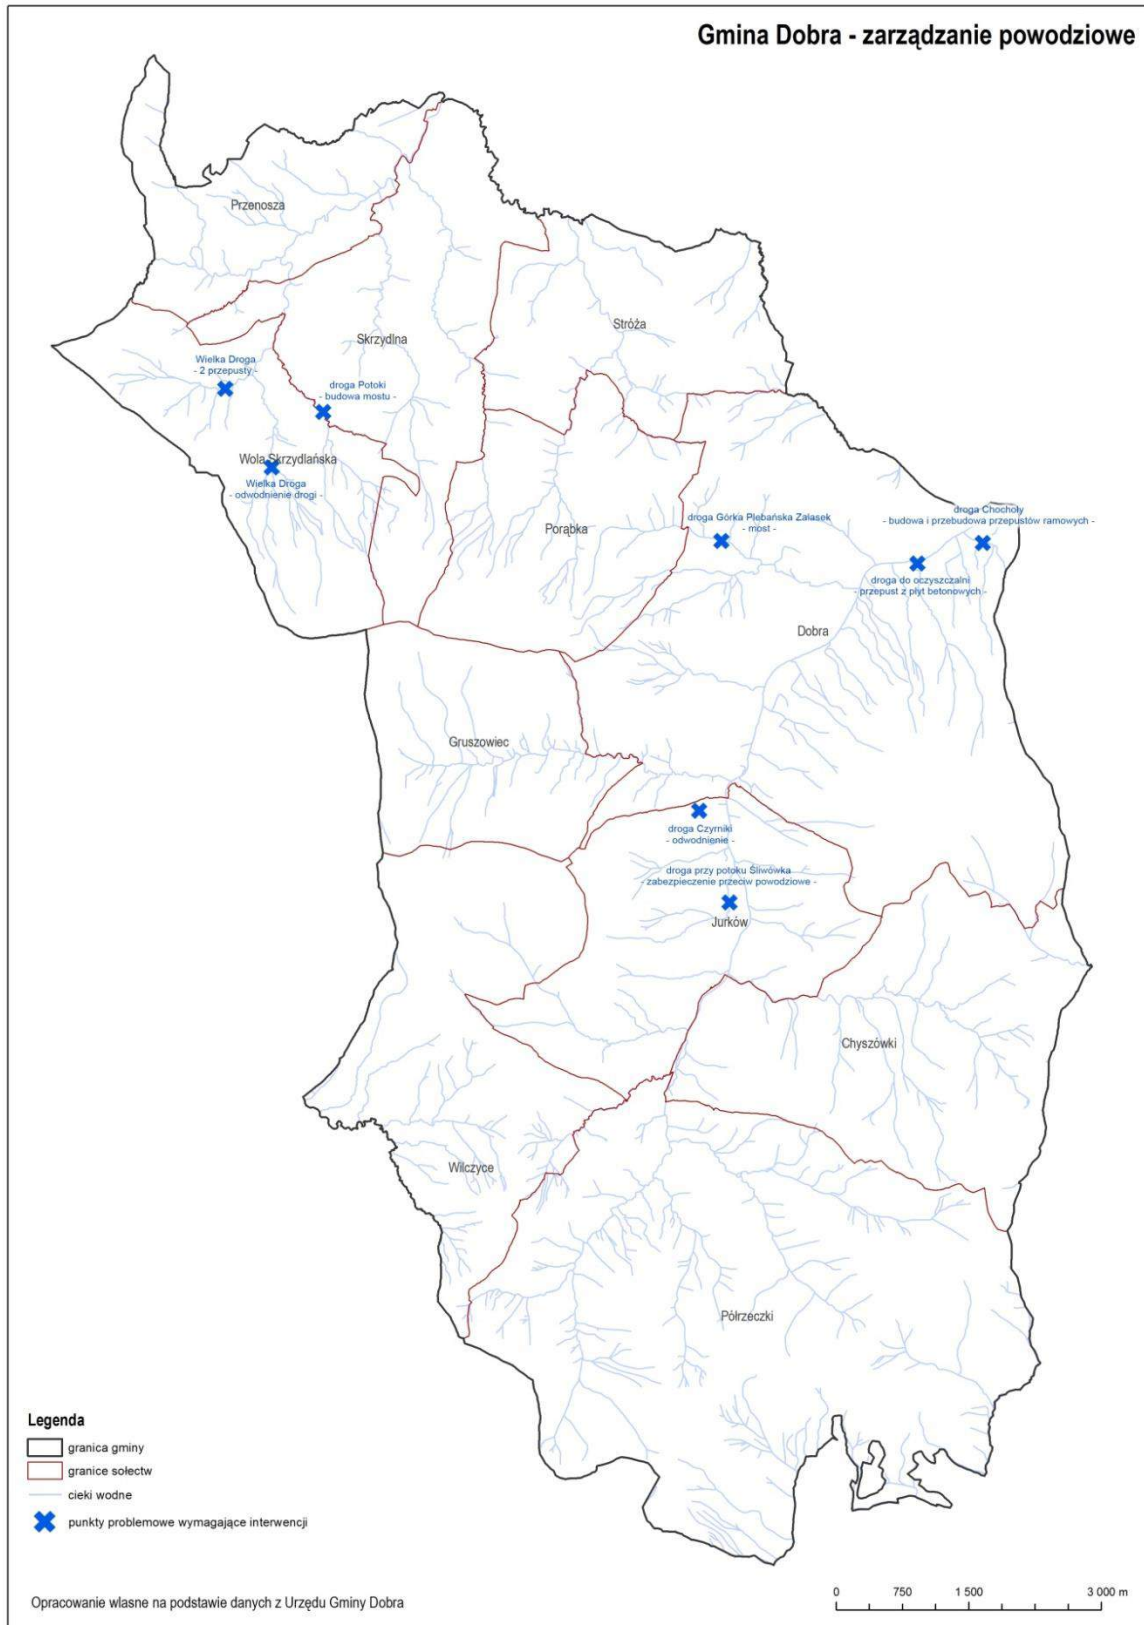 Gmina Dobra - zarządzanie powodziowe
Przenosza
Stróża
Skrzydlna
Wielka Droga
- 2 przepusty -
droga Potoki
- budowa mostu -
Wola Skrzydlańska
Wielka Droga
- odwodnienie drogi -
Porąbka
droga Górka Plebańska Zalasek
- most -
droga Chochoły
- budowa i przebudowa przepustów ramowych -
droga do oczyszczalni
- przepust z płyt betonowych -
Dobra
Gruszowiec
droga Czyrniki
- odwodnienie -
droga przy potoku Śliwówka
- zabezpieczenie przeciw powodziowe -
Jurków
Chyszówki
Wilczyce
Półrzeczki
Legenda
granica gminy
granice sołectw
cieki wodne
punkty problemowe wymagające interwencji
Opracowanie własne na podstawie danych z Urzędu Gminy Dobra
0 750 1 500 3 000 m